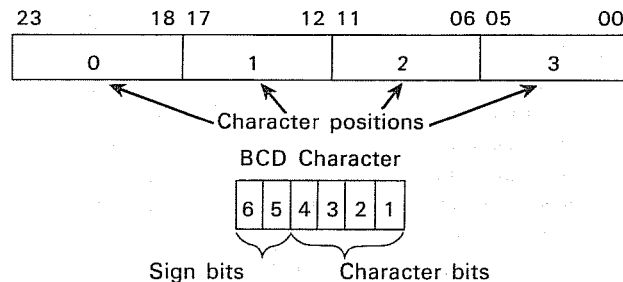 23 18 17 12 11 06 05 00
0 1 2 3
Character positions
BCD Character
6 5 4 3 2 1
Sign bits Character bits